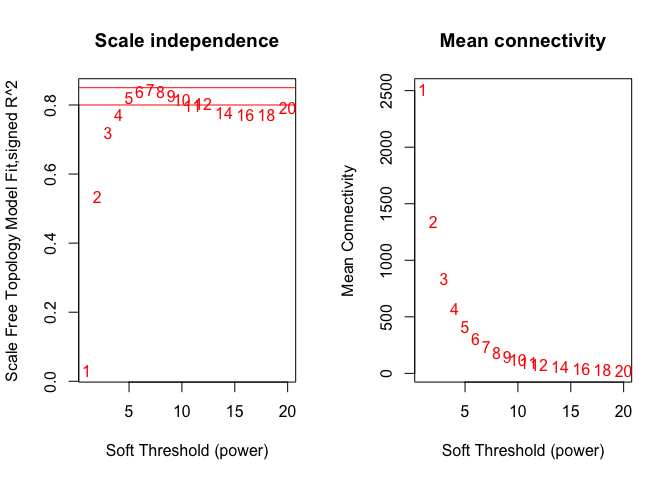 Scale independence
Scale Free Topology Model Fit,signed R^2
0.0 0.2 0.4 0.6 0.8
1 2 3 4 5 6 7 8 9 10 11 12 14 16 18 20
5 10 15 20
Soft Threshold (power)
Mean connectivity
Mean Connectivity
0 500 1000 1500 2000 2500
1 2 3 4 5 6 7 8 9 10 11 12 14 16 18 20
5 10 15 20
Soft Threshold (power)